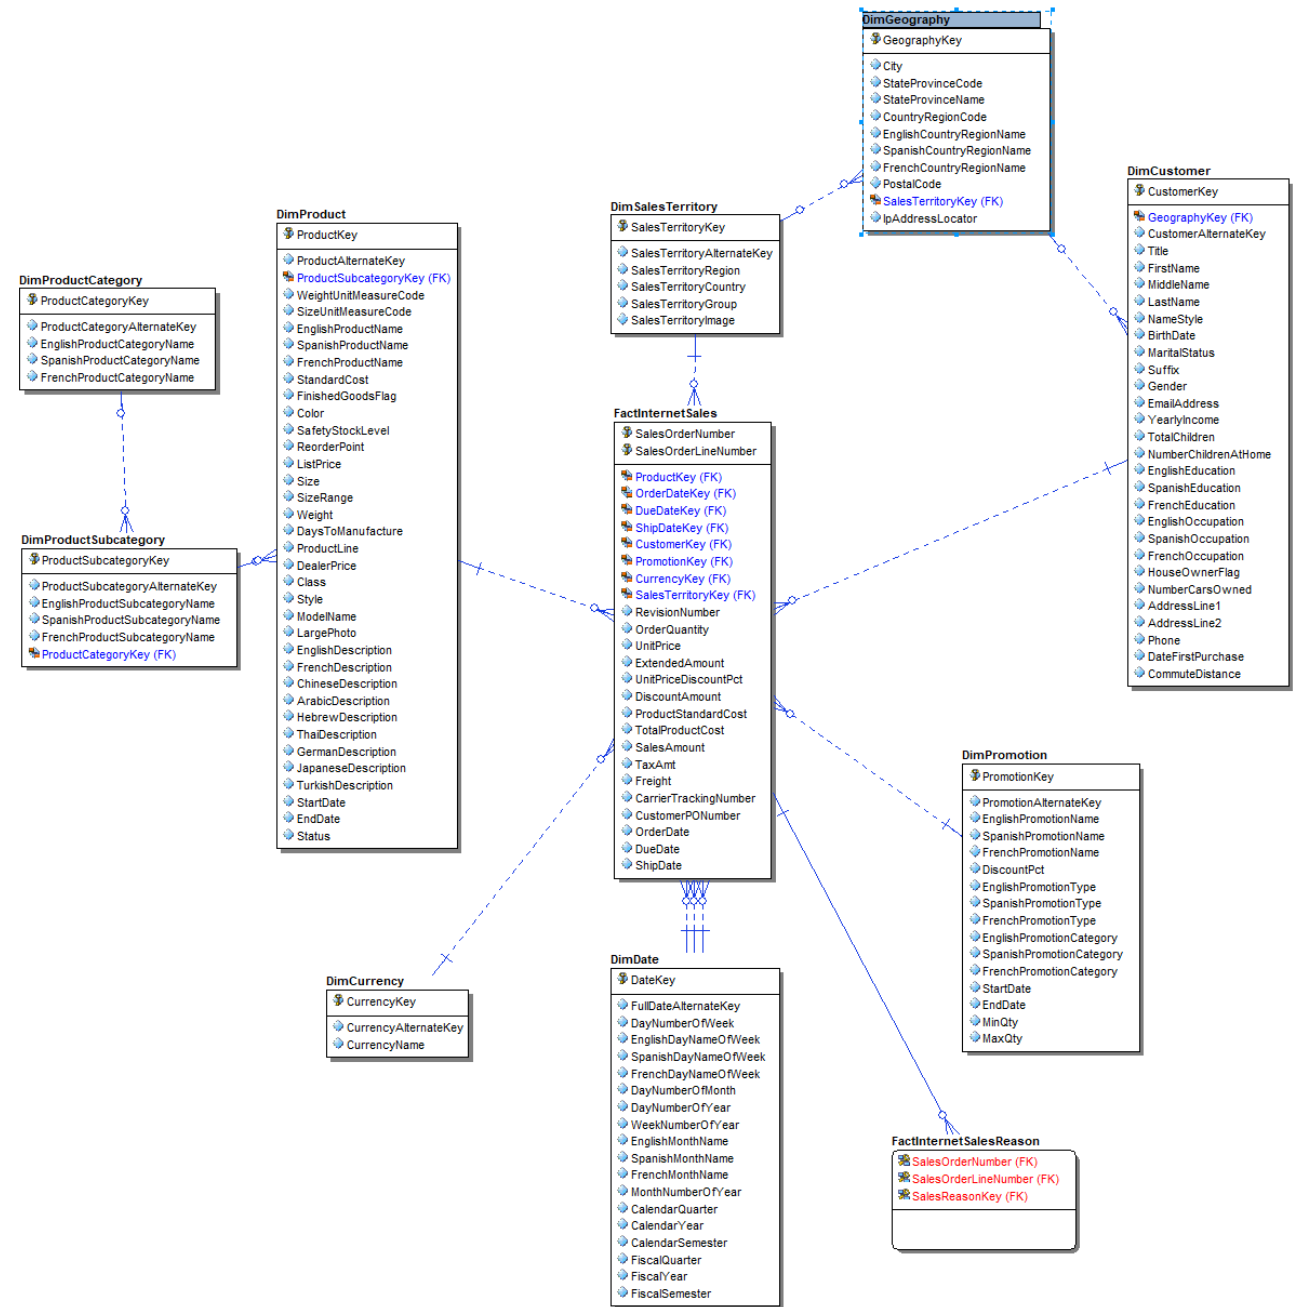 DimGeography
GeographyKey
City
StateProvinceCode
StateProvinceName
CountryRegionCode
EnglishCountryRegionName
SpanishCountryRegionName
FrenchCountryRegionName
PostalCode
SalesTerritoryKey (FK)
IpAddressLocator
DimCustomer
CustomerKey
GeographyKey (FK)
CustomerAlternateKey
Title
FirstName
MiddleName
LastName
NameStyle
BirthDate
MaritalStatus
Suffix
Gender
EmailAddress
YearlyIncome
TotalChildren
NumberChildrenAtHome
EnglishEducation
SpanishEducation
FrenchEducation
EnglishOccupation
SpanishOccupation
FrenchOccupation
HouseOwnerFlag
NumberCarsOwned
AddressLine1
AddressLine2
Phone
DateFirstPurchase
CommuteDistance
DimSalesTerritory
SalesTerritoryKey
SalesTerritoryAlternateKey
SalesTerritoryRegion
SalesTerritoryCountry
SalesTerritoryGroup
SalesTerritoryImage
DimProduct
ProductKey
ProductAlternateKey
ProductSubcategoryKey (FK)
WeightUnitMeasureCode
SizeUnitMeasureCode
EnglishProductName
SpanishProductName
FrenchProductName
StandardCost
FinishedGoodsFlag
Color
SafetyStockLevel
ReorderPoint
ListPrice
Size
SizeRange
Weight
DaysToManufacture
ProductLine
DealerPrice
Class
Style
ModelName
LargePhoto
EnglishDescription
FrenchDescription
ChineseDescription
ArabicDescription
HebrewDescription
ThaiDescription
GermanDescription
JapaneseDescription
TurkishDescription
StartDate
EndDate
Status
DimProductCategory
ProductCategoryKey
ProductCategoryAlternateKey
EnglishProductCategoryName
SpanishProductCategoryName
FrenchProductCategoryName
DimProductSubcategory
ProductSubcategoryKey
ProductSubcategoryAlternateKey
EnglishProductSubcategoryName
SpanishProductSubcategoryName
FrenchProductSubcategoryName
ProductCategoryKey (FK)
FactInternetSales
SalesOrderNumber
SalesOrderLineNumber
ProductKey (FK)
OrderDateKey (FK)
DueDateKey (FK)
ShipDateKey (FK)
CustomerKey (FK)
PromotionKey (FK)
CurrencyKey (FK)
SalesTerritoryKey (FK)
RevisionNumber
OrderQuantity
UnitPrice
ExtendedAmount
UnitPriceDiscountPct
DiscountAmount
ProductStandardCost
TotalProductCost
SalesAmount
TaxAmt
Freight
CarrierTrackingNumber
CustomerPONumber
OrderDate
DueDate
ShipDate
DimPromotion
PromotionKey
PromotionAlternateKey
EnglishPromotionName
SpanishPromotionName
FrenchPromotionName
DiscountPct
EnglishPromotionType
SpanishPromotionType
FrenchPromotionType
EnglishPromotionCategory
SpanishPromotionCategory
FrenchPromotionCategory
StartDate
EndDate
MinQty
MaxQty
DimCurrency
CurrencyKey
CurrencyAlternateKey
CurrencyName
DimDate
DateKey
FullDateAlternateKey
DayNumberOfWeek
EnglishDayNameOfWeek
SpanishDayNameOfWeek
FrenchDayNameOfWeek
DayNumberOfMonth
DayNumberOfYear
WeekNumberOfYear
EnglishMonthName
SpanishMonthName
FrenchMonthName
MonthNumberOfYear
CalendarQuarter
CalendarYear
CalendarSemester
FiscalQuarter
FiscalYear
FiscalSemester
FactInternetSalesReason
SalesOrderNumber (FK)
SalesOrderLineNumber (FK)
SalesReasonKey (FK)